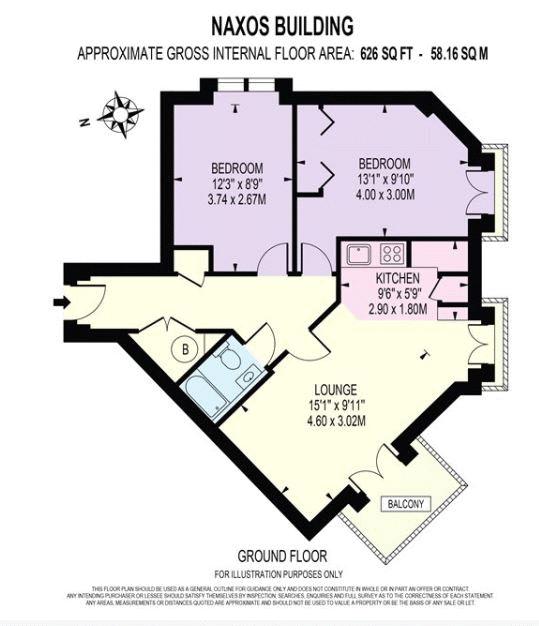 NAXOS BUILDING
APPROXIMATE GROSS INTERNAL FLOOR AREA: 626 SQ FT - 58.16 SQ M
N
BEDROOM
12'3" x 8'9"
3.74 x 2.67M
BEDROOM
13'1" x 9'10"
4.00 x 3.00M
KITCHEN
9'6" x 5'9"
2.90 x 1.80M
B
LOUNGE
15'1" x 9'11"
4.60 x 3.02M
BALCONY
GROUND FLOOR
FOR ILLUSTRATION PURPOSES ONLY
THIS FLOOR PLAN SHOULD BE USED AS A GENERAL OUTLINE FOR GUIDANCE ONLY AND DOES NOT CONSTITUTE IN WHOLE OR IN PART AN OFFER OR CONTRACT.
ANY INTENDING PURCHASER OR LESSEE SHOULD SATISFY THEMSELVES BY INSPECTION, SEARCHES, ENQUIRIES AND FULL SURVEY AS TO THE CORRECTNESS OF EACH STATEMENT.
ANY AREAS, MEASUREMENTS OR DISTANCES QUOTED ARE APPROXIMATE AND SHOULD NOT BE USED TO VALUE A PROPERTY OR BE THE BASIS OF ANY SALE OR LET.